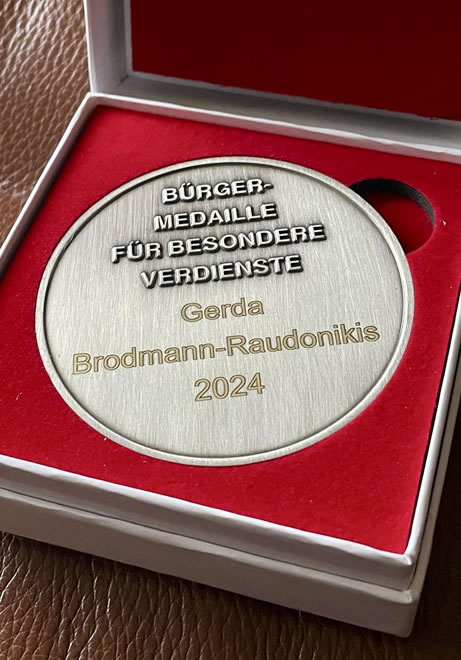 BÜRGER-
MEDAILLE
FÜR BESONDERE
VERDIENSTE
Gerda
Brodmann-Raudonikis
2024